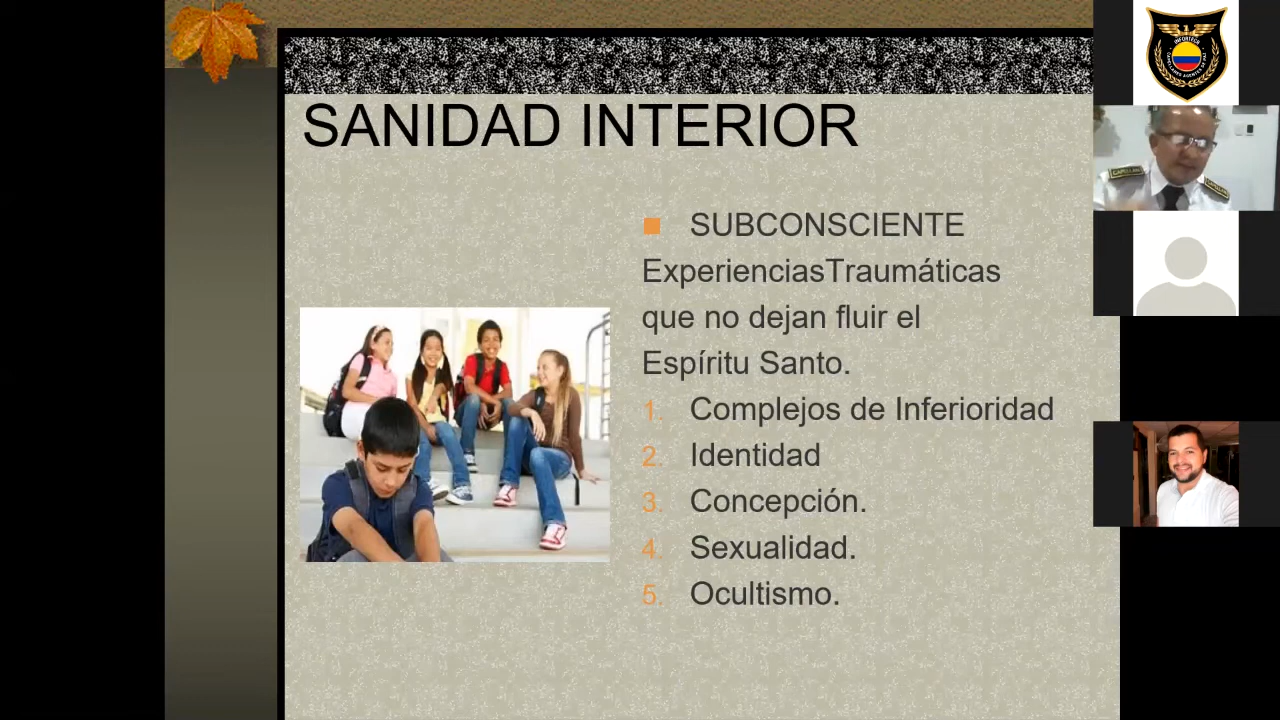 SANIDAD INTERIOR
SUBCONSCIENTE
ExperienciasTraumáticas
que no dejan fluir el
Espíritu Santo.
1. Complejos de Inferioridad
2. Identidad
3. Concepción.
4. Sexualidad.
5. Ocultismo.
INFORTECH